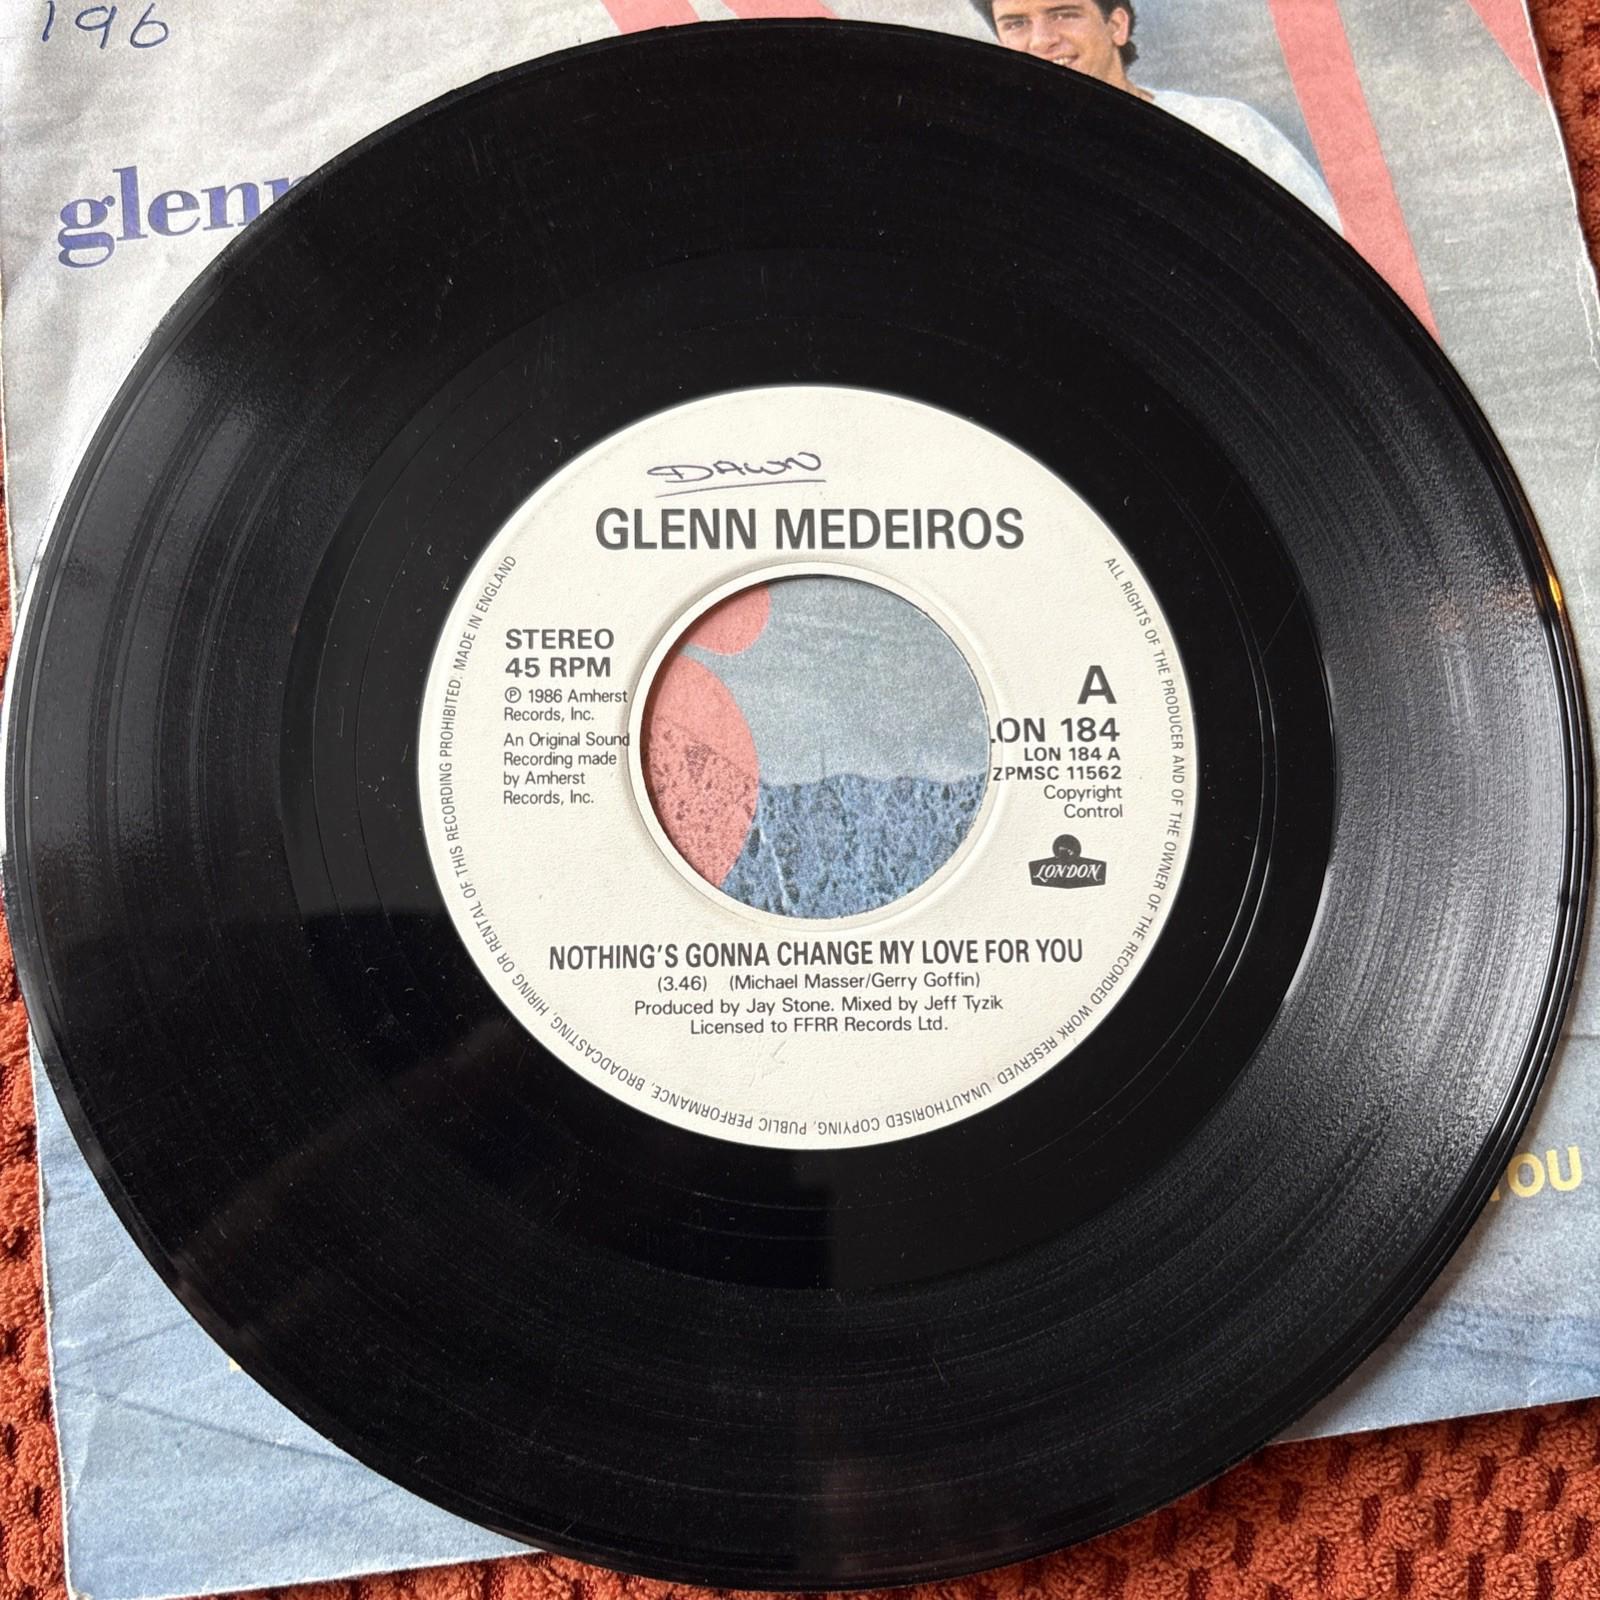 196
glenn
DAWN
GLENN MEDEIROS
STEREO
45 RPM
℗ 1986 Amherst
Records, Inc.
An Original Sound
Recording made
by Amherst
Records, Inc.
A
LON 184
LON 184 A
ZPMSC 11562
Copyright
Control
LONDON
NOTHING'S GONNA CHANGE MY LOVE FOR YOU
(3.46) (Michael Masser/Gerry Goffin)
Produced by Jay Stone. Mixed by Jeff Tyzik
Licensed to FFRR Records Ltd.
ALL RIGHTS OF THE PRODUCER AND OF THE OWNER OF THE RECORDED WORK RESERVED. UNAUTHORISED COPYING, PUBLIC PERFORMANCE, BROADCASTING, HIRING OR RENTAL OF THIS RECORDING PROHIBITED. MADE IN ENGLAND
YOU